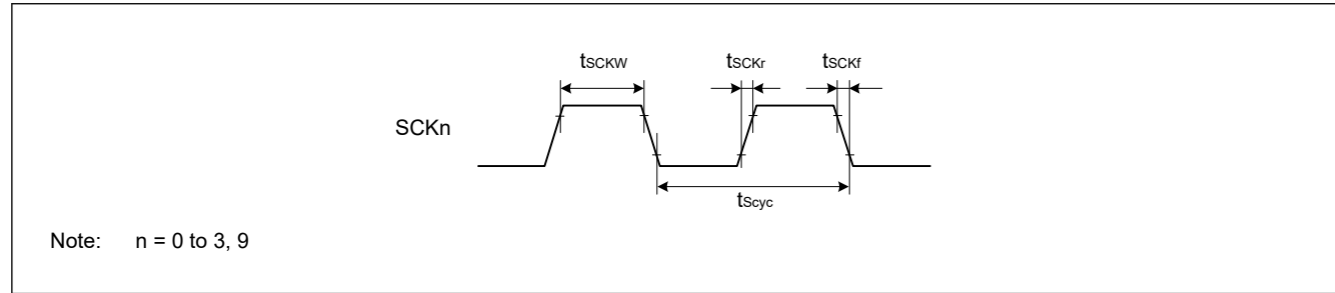 tSCKW tSCKr tSCKf
SCKn
tScyc
Note: n = 0 to 3, 9